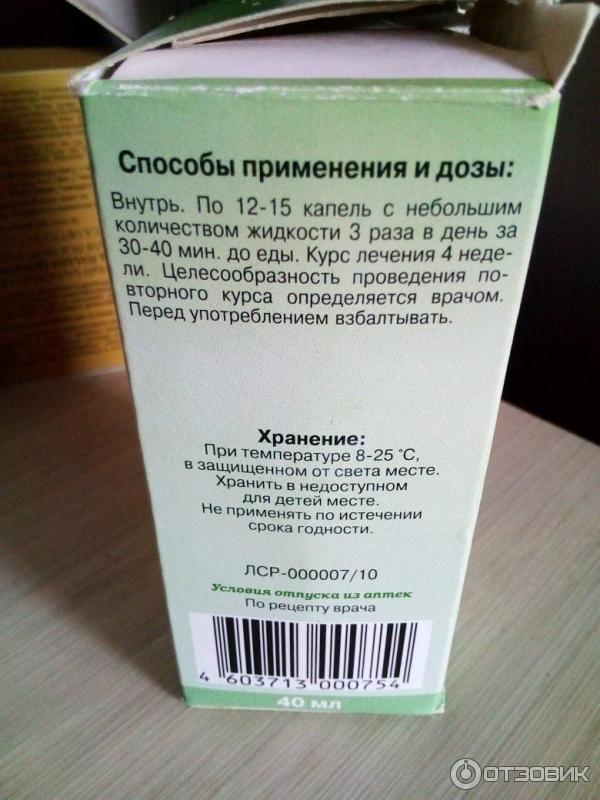 Способы применения и дозы:
Внутрь. По 12-15 капель с небольшим
количеством жидкости 3 раза в день за
30-40 мин. до еды. Курс лечения 4 неде-
ли. Целесообразность проведения по-
вторного курса определяется врачом.
Перед употреблением взбалтывать.
Хранение:
При температуре 8-25 °С,
в защищенном от света месте.
Хранить в недоступном
для детей месте.
Не применять по истечении
срока годности.
ЛСР-000007/10
Условия отпуска из аптек
По рецепту врача
4 603713 000754
40 мл
ОТЗОВИК